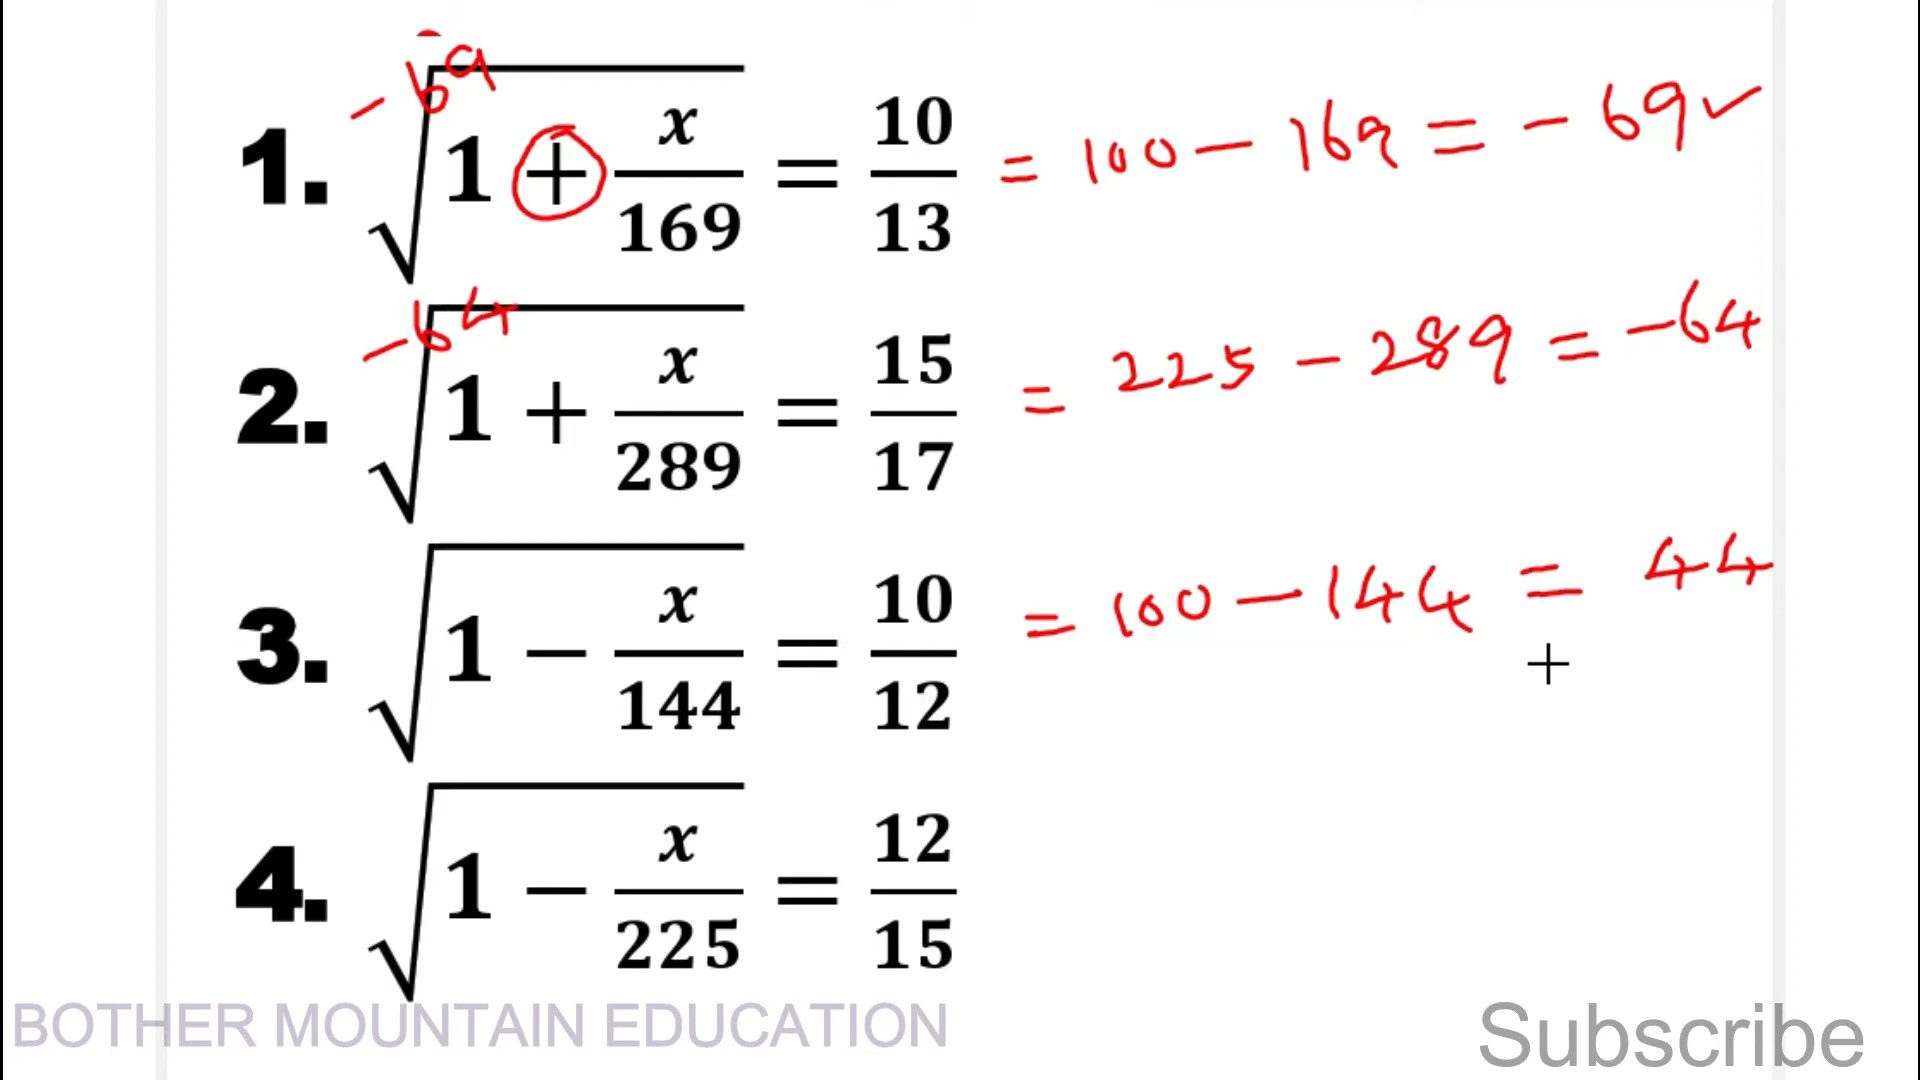 -69
1. √(1 + x/169) = 10/13 = 100 - 169 = - 69 ✓
-64
2. √(1 + x/289) = 15/17 = 225 - 289 = -64
3. √(1 − x/144) = 10/12 = 100 - 144 = 44
4. √(1 − x/225) = 12/15
BOTHER MOUNTAIN EDUCATION
Subscribe